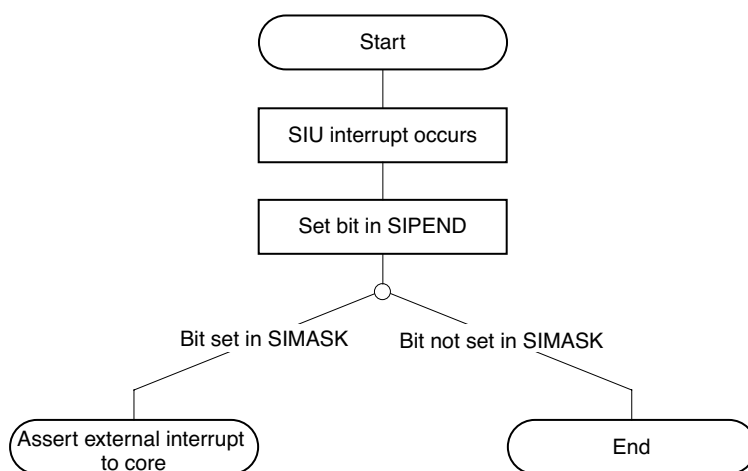 Start
SIU interrupt occurs
Set bit in SIPEND
Bit set in SIMASK
Bit not set in SIMASK
Assert external interrupt
to core
End